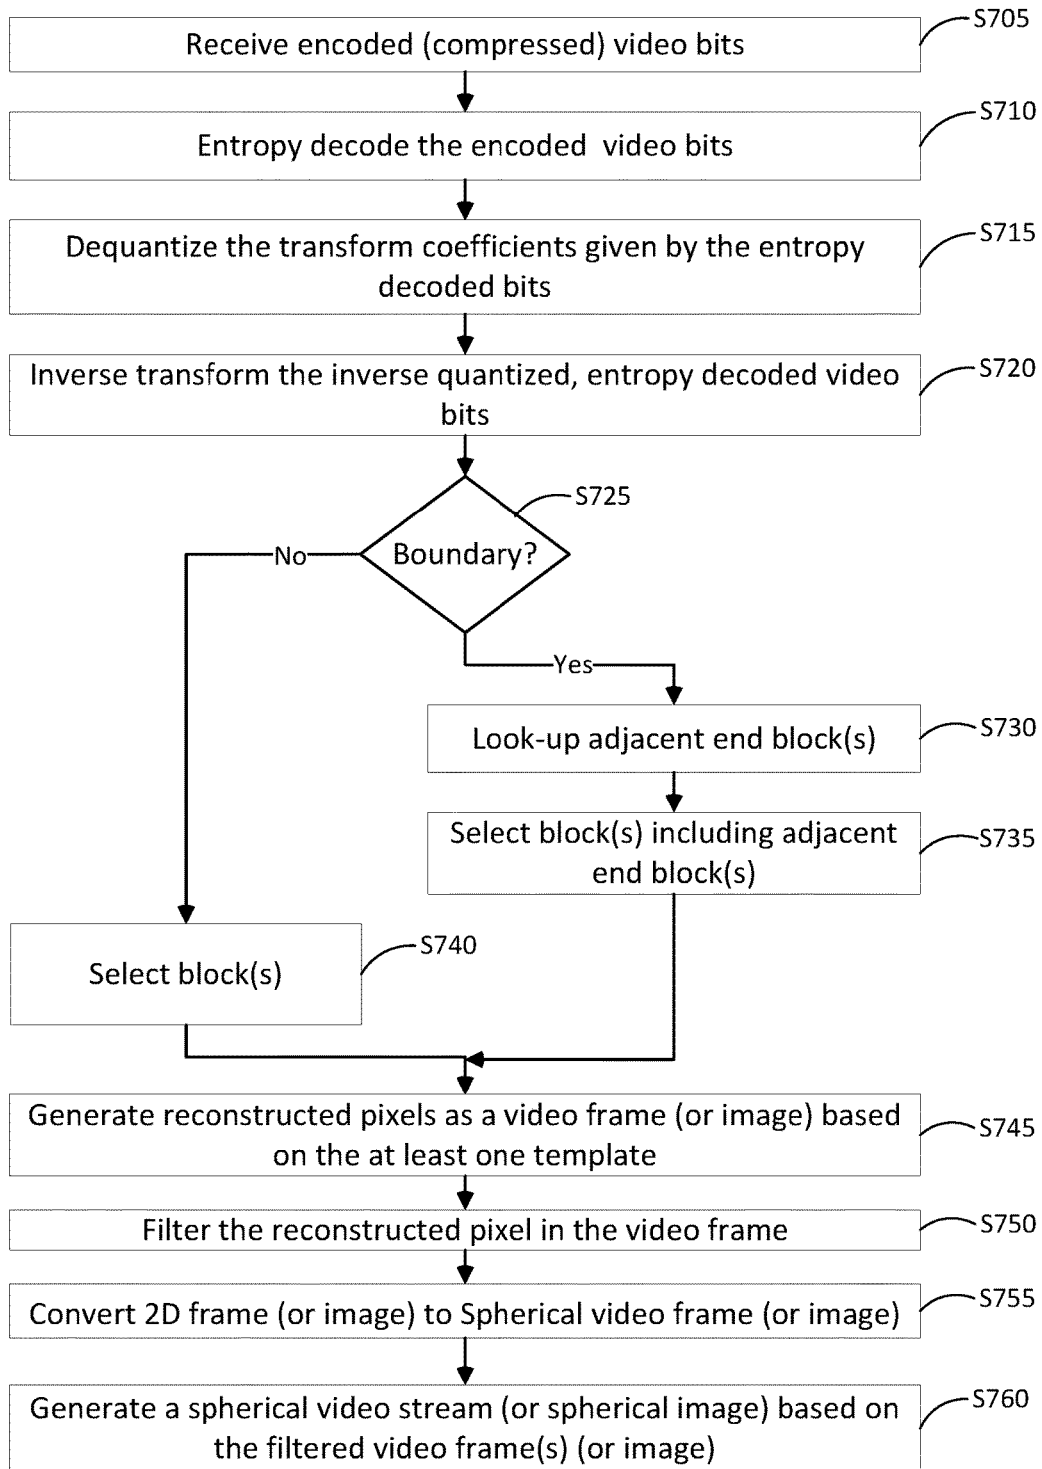 S705
Receive encoded (compressed) video bits
S710
Entropy decode the encoded video bits
S715
Dequantize the transform coefficients given by the entropy
decoded bits
S720
Inverse transform the inverse quantized, entropy decoded video
bits
S725
Boundary?
No
Yes
S730
Look-up adjacent end block(s)
S735
Select block(s) including adjacent
end block(s)
S740
Select block(s)
S745
Generate reconstructed pixels as a video frame (or image) based
on the at least one template
S750
Filter the reconstructed pixel in the video frame
S755
Convert 2D frame (or image) to Spherical video frame (or image)
S760
Generate a spherical video stream (or spherical image) based on
the filtered video frame(s) (or image)